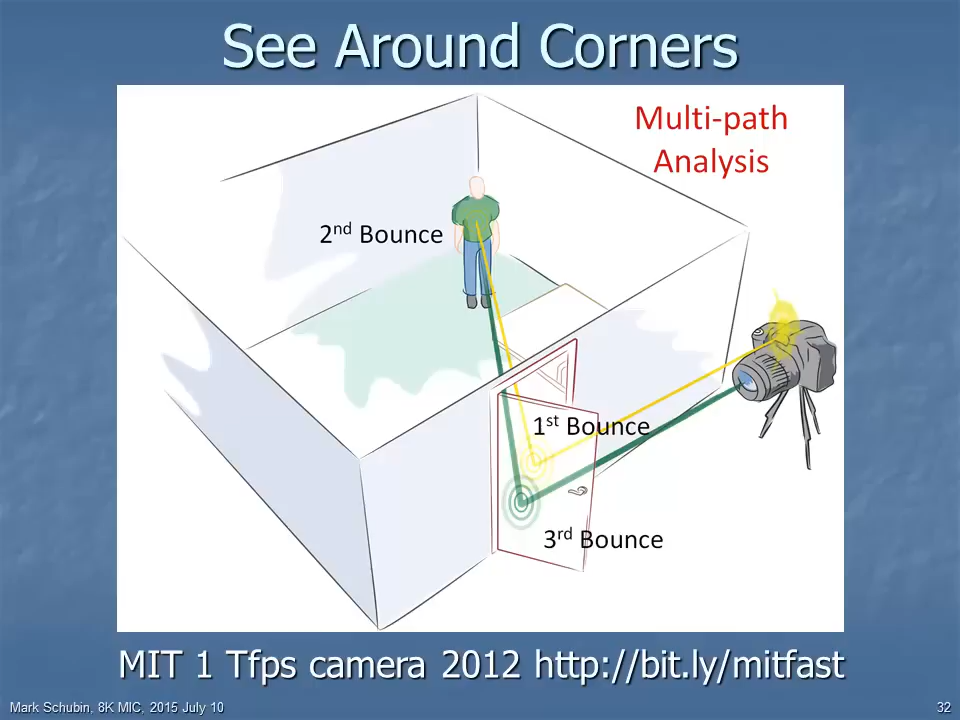 See Around Corners
Multi-path
Analysis
2nd Bounce
1st Bounce
3rd Bounce
MIT 1 Tfps camera 2012 http://bit.ly/mitfast
Mark Schubin, 8K MIC, 2015 July 10
32